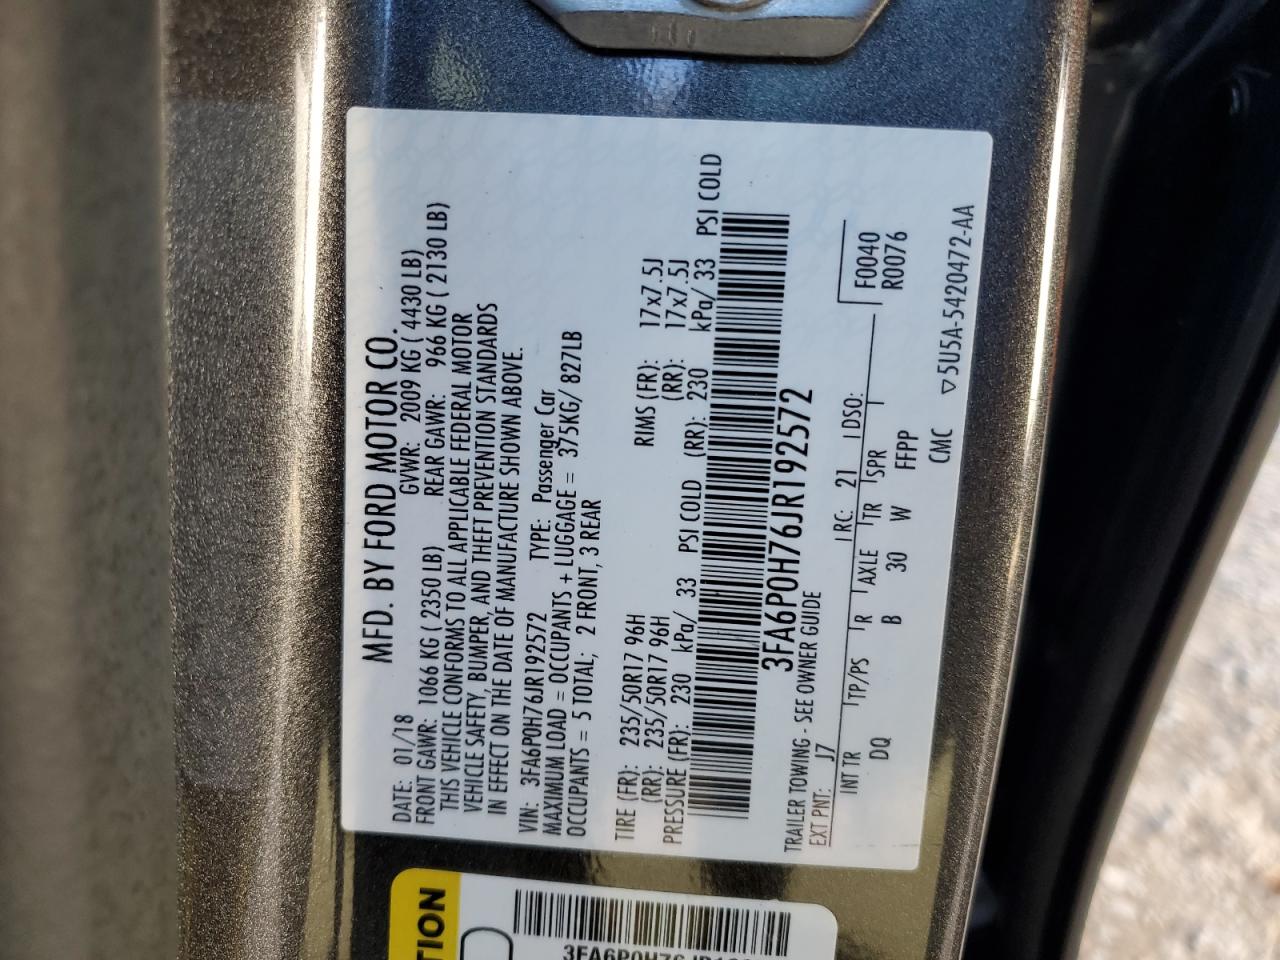 MFD. BY FORD MOTOR CO.
DATE: 01/18 GVWR: 2009 KG ( 4430 LB)
FRONT GAWR: 1066 KG (2350 LB) REAR GAWR: 966 KG ( 2130 LB)
THIS VEHICLE CONFORMS TO ALL APPLICABLE FEDERAL MOTOR
VEHICLE SAFETY, BUMPER, AND THEFT PREVENTION STANDARDS
IN EFFECT ON THE DATE OF MANUFACTURE SHOWN ABOVE.
VIN: 3FA6P0H76JR192572 TYPE: Passenger Car
MAXIMUM LOAD = OCCUPANTS + LUGGAGE = 375KG/ 827LB
OCCUPANTS = 5 TOTAL; 2 FRONT, 3 REAR
TIRE (FR): 235/50R17 96H RIMS (FR): 17x7.5J
(RR): 235/50R17 96H (RR): 17x7.5J
PRESSURE (FR): 230 kPa/ 33 PSI COLD (RR): 230 kPa/ 33 PSI COLD
3FA6P0H76JR192572
TRAILER TOWING - SEE OWNER GUIDE
EXT PNT: J7 RC: 21 DSO: F0040
INT TR TP/PS R AXLE TR SPR R0076
DQ B 30 W FFPP
CMC ▽5U5A-5420472-AA
TION